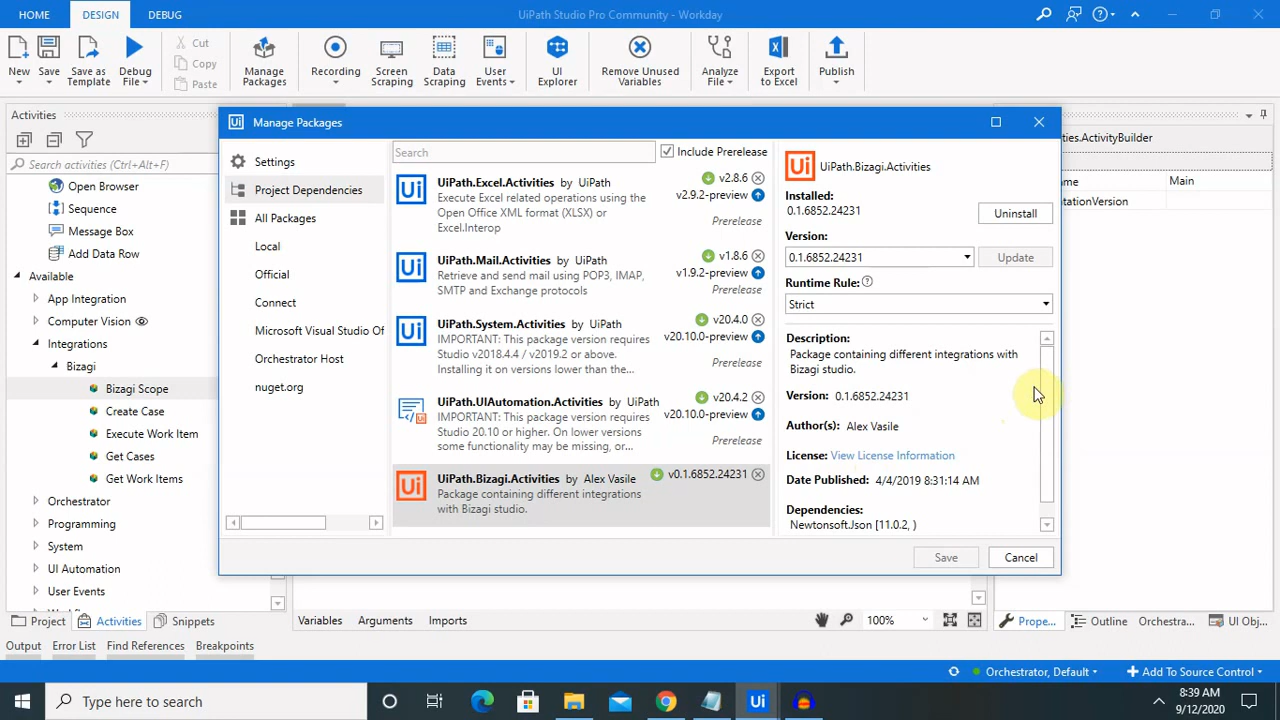 HOME
DESIGN
DEBUG
UiPath Studio Pro Community - Workday
New
Save
Save as
Template
Debug
File
Cut
Copy
Paste
Manage
Packages
Recording
Screen
Scraping
Data
Scraping
User
Events
UI
Explorer
Remove Unused
Variables
Analyze
File
Export
to Excel
Publish
Activities
Search activities (Ctrl+Alt+F)
Open Browser
Sequence
Message Box
Add Data Row
Available
App Integration
Computer Vision
Integrations
Bizagi
Bizagi Scope
Create Case
Execute Work Item
Get Cases
Get Work Items
Orchestrator
Programming
System
UI Automation
User Events
Ui Manage Packages
Settings
Project Dependencies
All Packages
Local
Official
Connect
Microsoft Visual Studio Of
Orchestrator Host
nuget.org
Search
Include Prerelease
Ui UiPath.Excel.Activities by UiPath v2.8.6
Execute Excel related operations using the v2.9.2-preview
Open Office XML format (XLSX) or Prerelease
Excel.Interop
Ui UiPath.Mail.Activities by UiPath v1.8.6
Retrieve and send mail using POP3, IMAP, v1.9.2-preview
SMTP and Exchange protocols Prerelease
Ui UiPath.System.Activities by UiPath v20.4.0
IMPORTANT: This package version requires v20.10.0-preview
Studio v2018.4.4 / v2019.2 or above.
Installing it on versions lower than the... Prerelease
UiPath.UIAutomation.Activities by UiPath v20.4.2
IMPORTANT: This package version requires v20.10.0-preview
Studio 20.10 or higher. On lower versions
some functionality may be missing, or... Prerelease
Ui UiPath.Bizagi.Activities by Alex Vasile v0.1.6852.24231
Package containing different integrations
with Bizagi studio.
Ui UiPath.Bizagi.Activities
Installed:
0.1.6852.24231
Uninstall
Version:
0.1.6852.24231
Update
Runtime Rule:
Strict
Description:
Package containing different integrations with
Bizagi studio.
Version: 0.1.6852.24231
Author(s): Alex Vasile
License: View License Information
Date Published: 4/4/2019 8:31:14 AM
Dependencies:
Newtonsoft.Json [11.0.2, )
Save
Cancel
ties.ActivityBuilder
ame Main
tationVersion
Project
Activities
Snippets
Variables
Arguments
Imports
100%
Prope...
Outline
Orchestra...
UI Obj...
Output
Error List
Find References
Breakpoints
Orchestrator, Default
Add To Source Control
Type here to search
Ui
8:39 AM
9/12/2020